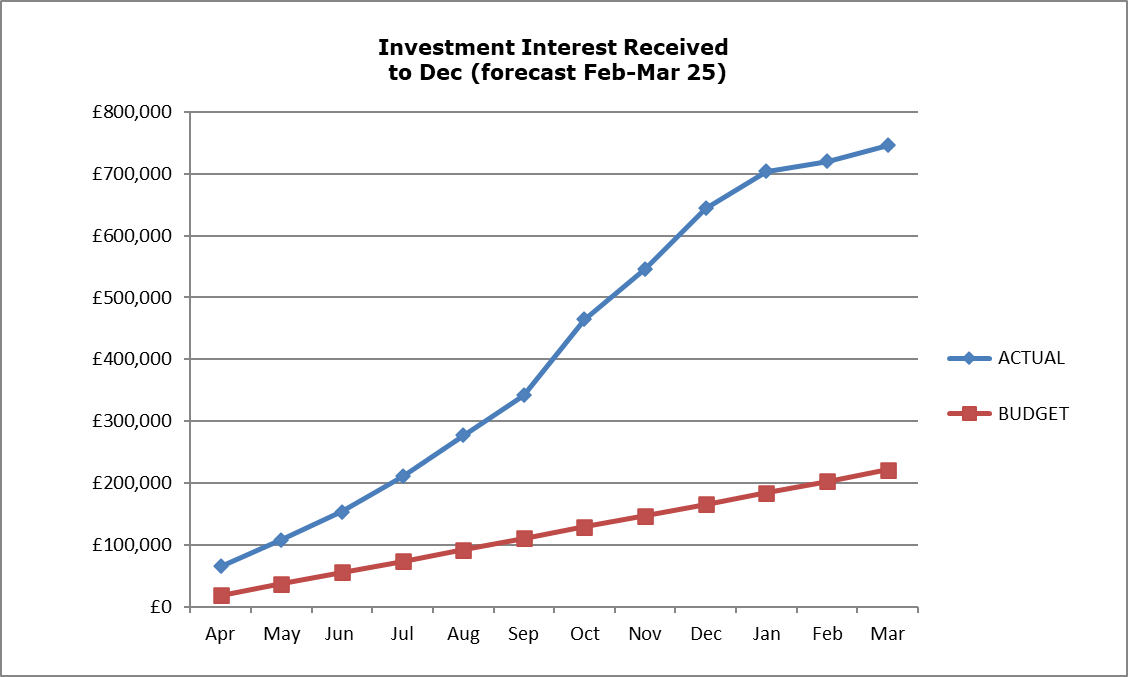 Investment Interest Received
to Dec (forecast Feb-Mar 25)
£800,000
£700,000
£600,000
£500,000
£400,000
£300,000
£200,000
£100,000
£0
Apr May Jun Jul Aug Sep Oct Nov Dec Jan Feb Mar
ACTUAL
BUDGET